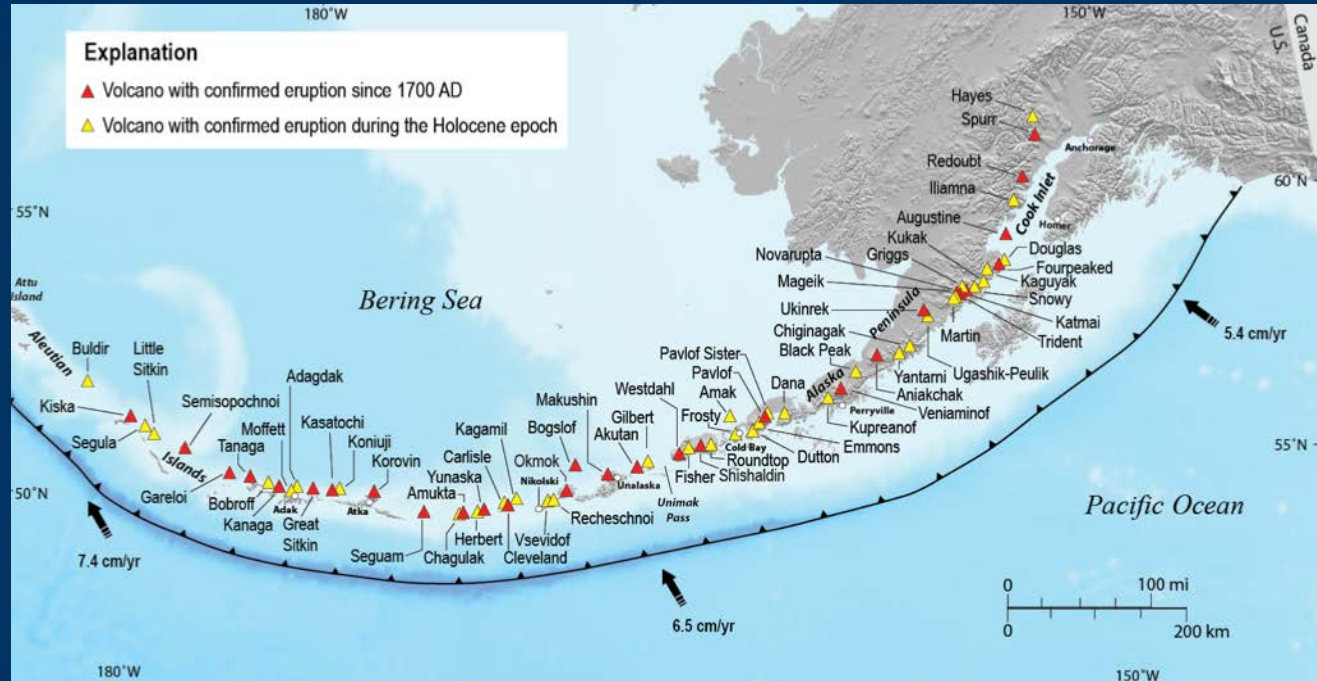 180˚W
150˚W
Canada
U.S.
Explanation
Volcano with confirmed eruption since 1700 AD
Volcano with confirmed eruption during the Holocene epoch
Hayes
Spurr
Anchorage
Redoubt
Iliamna
60˚N
55˚N
Cook Inlet
Augustine
Homer
Kukak
Douglas
Novarupta
Griggs
Fourpeaked
Mageik
Kaguyak
Snowy
Ukinrek
Katmai
Trident
Martin
Bering Sea
Attu
Island
Aleutian
Islands
Buldir
Little
Sitkin
Kiska
Segula
Semisopochnoi
Adagdak
Moffett
Tanaga
Kasatochi
Koniuji
Korovin
Gareloi
Bobroff
Kanaga
Adak
Great
Sitkin
Atka
50˚N
Kagamil
Carlisle
Yunaska
Amukta
Seguam
Chagulak
Herbert
Cleveland
Bogslof
Okmok
Nikolski
Vsevidof
Recheschnoi
Makushin
Gilbert
Akutan
Unalaska
Westdahl
Unimak
Pass
Fisher
Shishaldin
Roundtop
Frosty
Amak
Cold Bay
Pavlof Sister
Pavlof
Dana
Dutton
Emmons
Chiginagak
Black Peak
Alaska
Peninsula
Perryville
Kupreanof
Veniaminof
Aniakchak
Yantarni
Ugashik-Peulik
5.4 cm/yr
55˚N
Pacific Ocean
7.4 cm/yr
6.5 cm/yr
0 100 mi
0 200 km
180˚W
150˚W